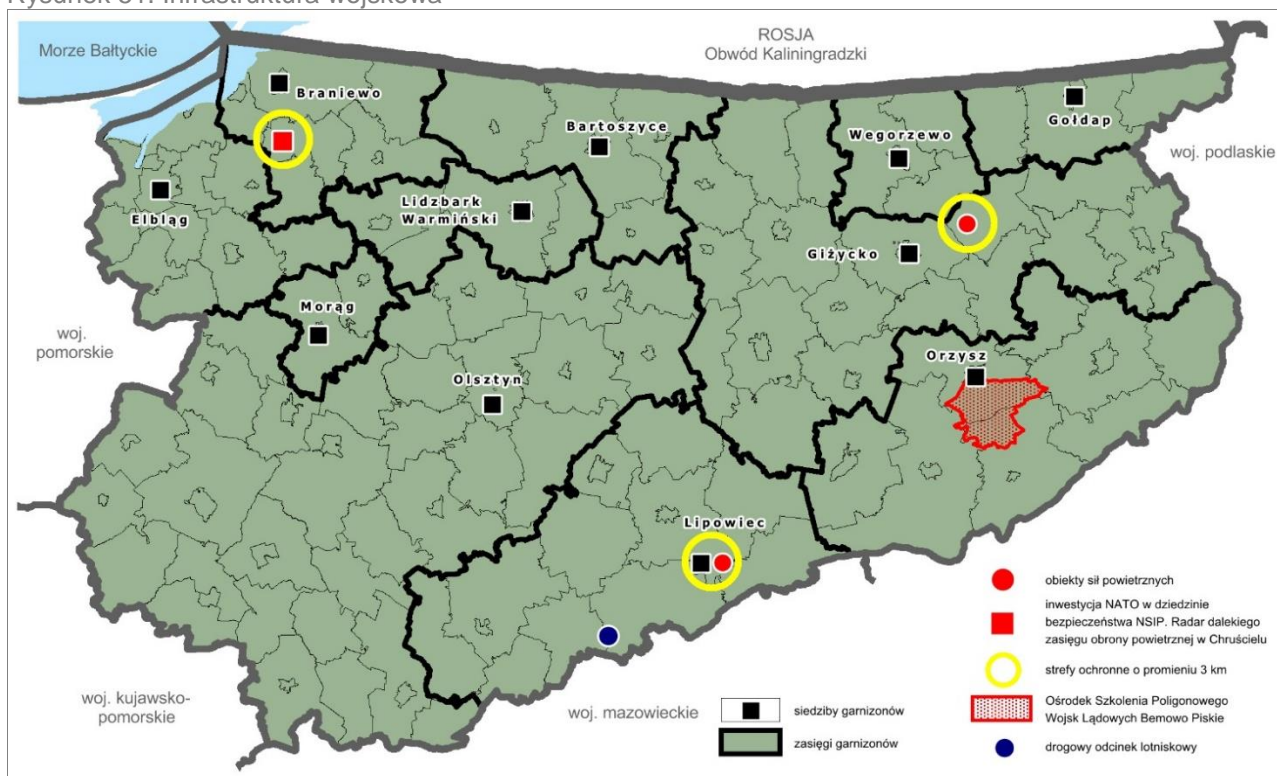 Rysunek 31. Infrastruktura wojskowa
Morze Bałtyckie
ROSJA
Obwód Kaliningradzki
Braniewo
Bartoszyce
Węgorzewo
Gołdap
woj. podlaskie
Elbląg
Lidzbark
Warmiński
Giżycko
woj.
pomorskie
Morąg
Olsztyn
Orzysz
Lipowiec
woj. kujawsko-
pomorskie
woj. mazowieckie
siedziby garnizonów
zasięgi garnizonów
obiekty sił powietrznych
inwestycja NATO w dziedzinie
bezpieczeństwa NSIP. Radar dalekiego
zasięgu obrony powietrznej w Chruścielu
strefy ochronne o promieniu 3 km
Ośrodek Szkolenia Poligonowego
Wojsk Lądowych Bemowo Piskie
drogowy odcinek lotniskowy